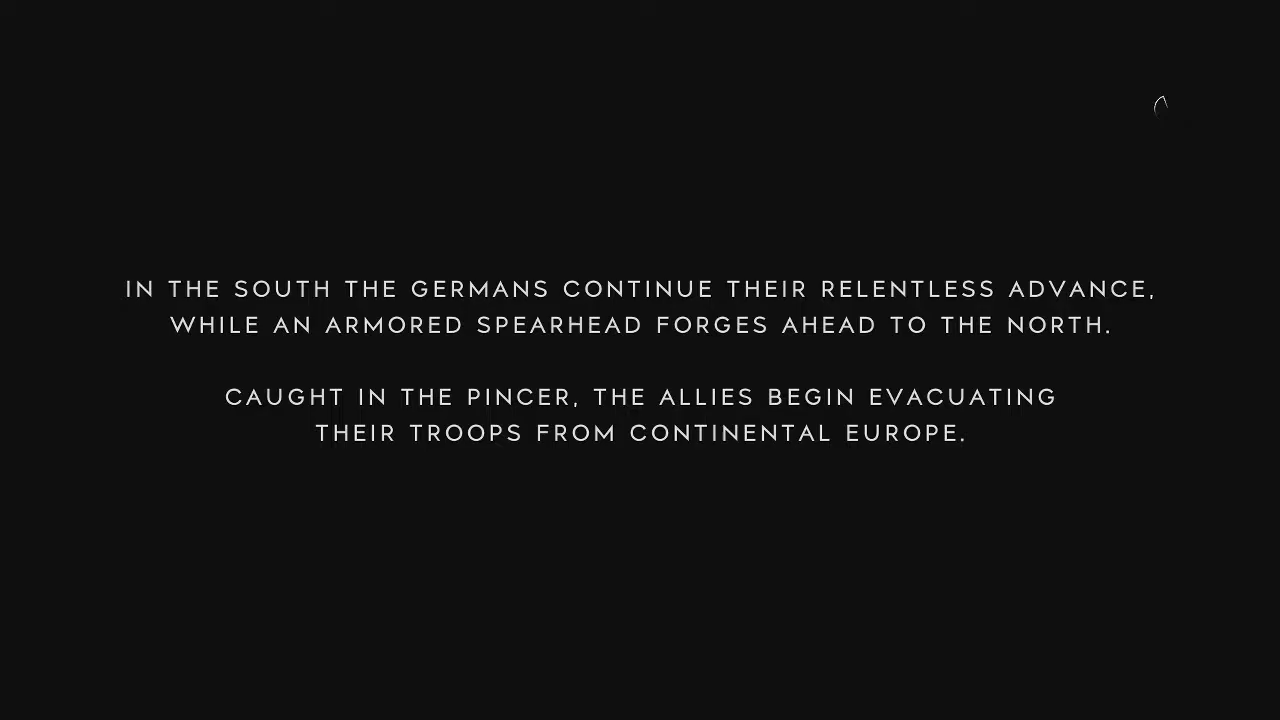 IN THE SOUTH THE GERMANS CONTINUE THEIR RELENTLESS ADVANCE,
WHILE AN ARMORED SPEARHEAD FORGES AHEAD TO THE NORTH.
CAUGHT IN THE PINCER, THE ALLIES BEGIN EVACUATING
THEIR TROOPS FROM CONTINENTAL EUROPE.